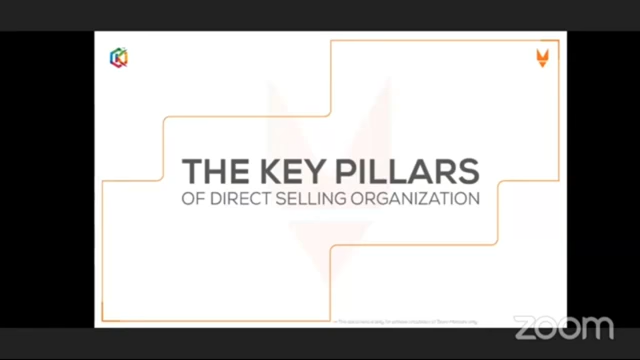 THE KEY PILLARS
OF DIRECT SELLING ORGANIZATION
zoom